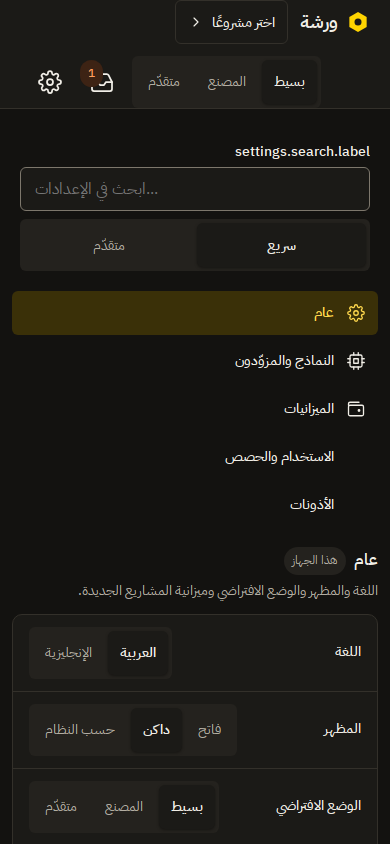 ورشة
اختر مشروعًا
بسيط
المصنع
متقدّم
1
settings.search.label
ابحث في الإعدادات...
سريع
متقدّم
عام
النماذج والمزوّدون
الميزانيات
الاستخدام والحصص
الأذونات
عام
هذا الجهاز
اللغة والمظهر والوضع الافتراضي وميزانية المشاريع الجديدة.
اللغة
العربية
الإنجليزية
المظهر
فاتح
داكن
حسب النظام
الوضع الافتراضي
بسيط
المصنع
متقدّم